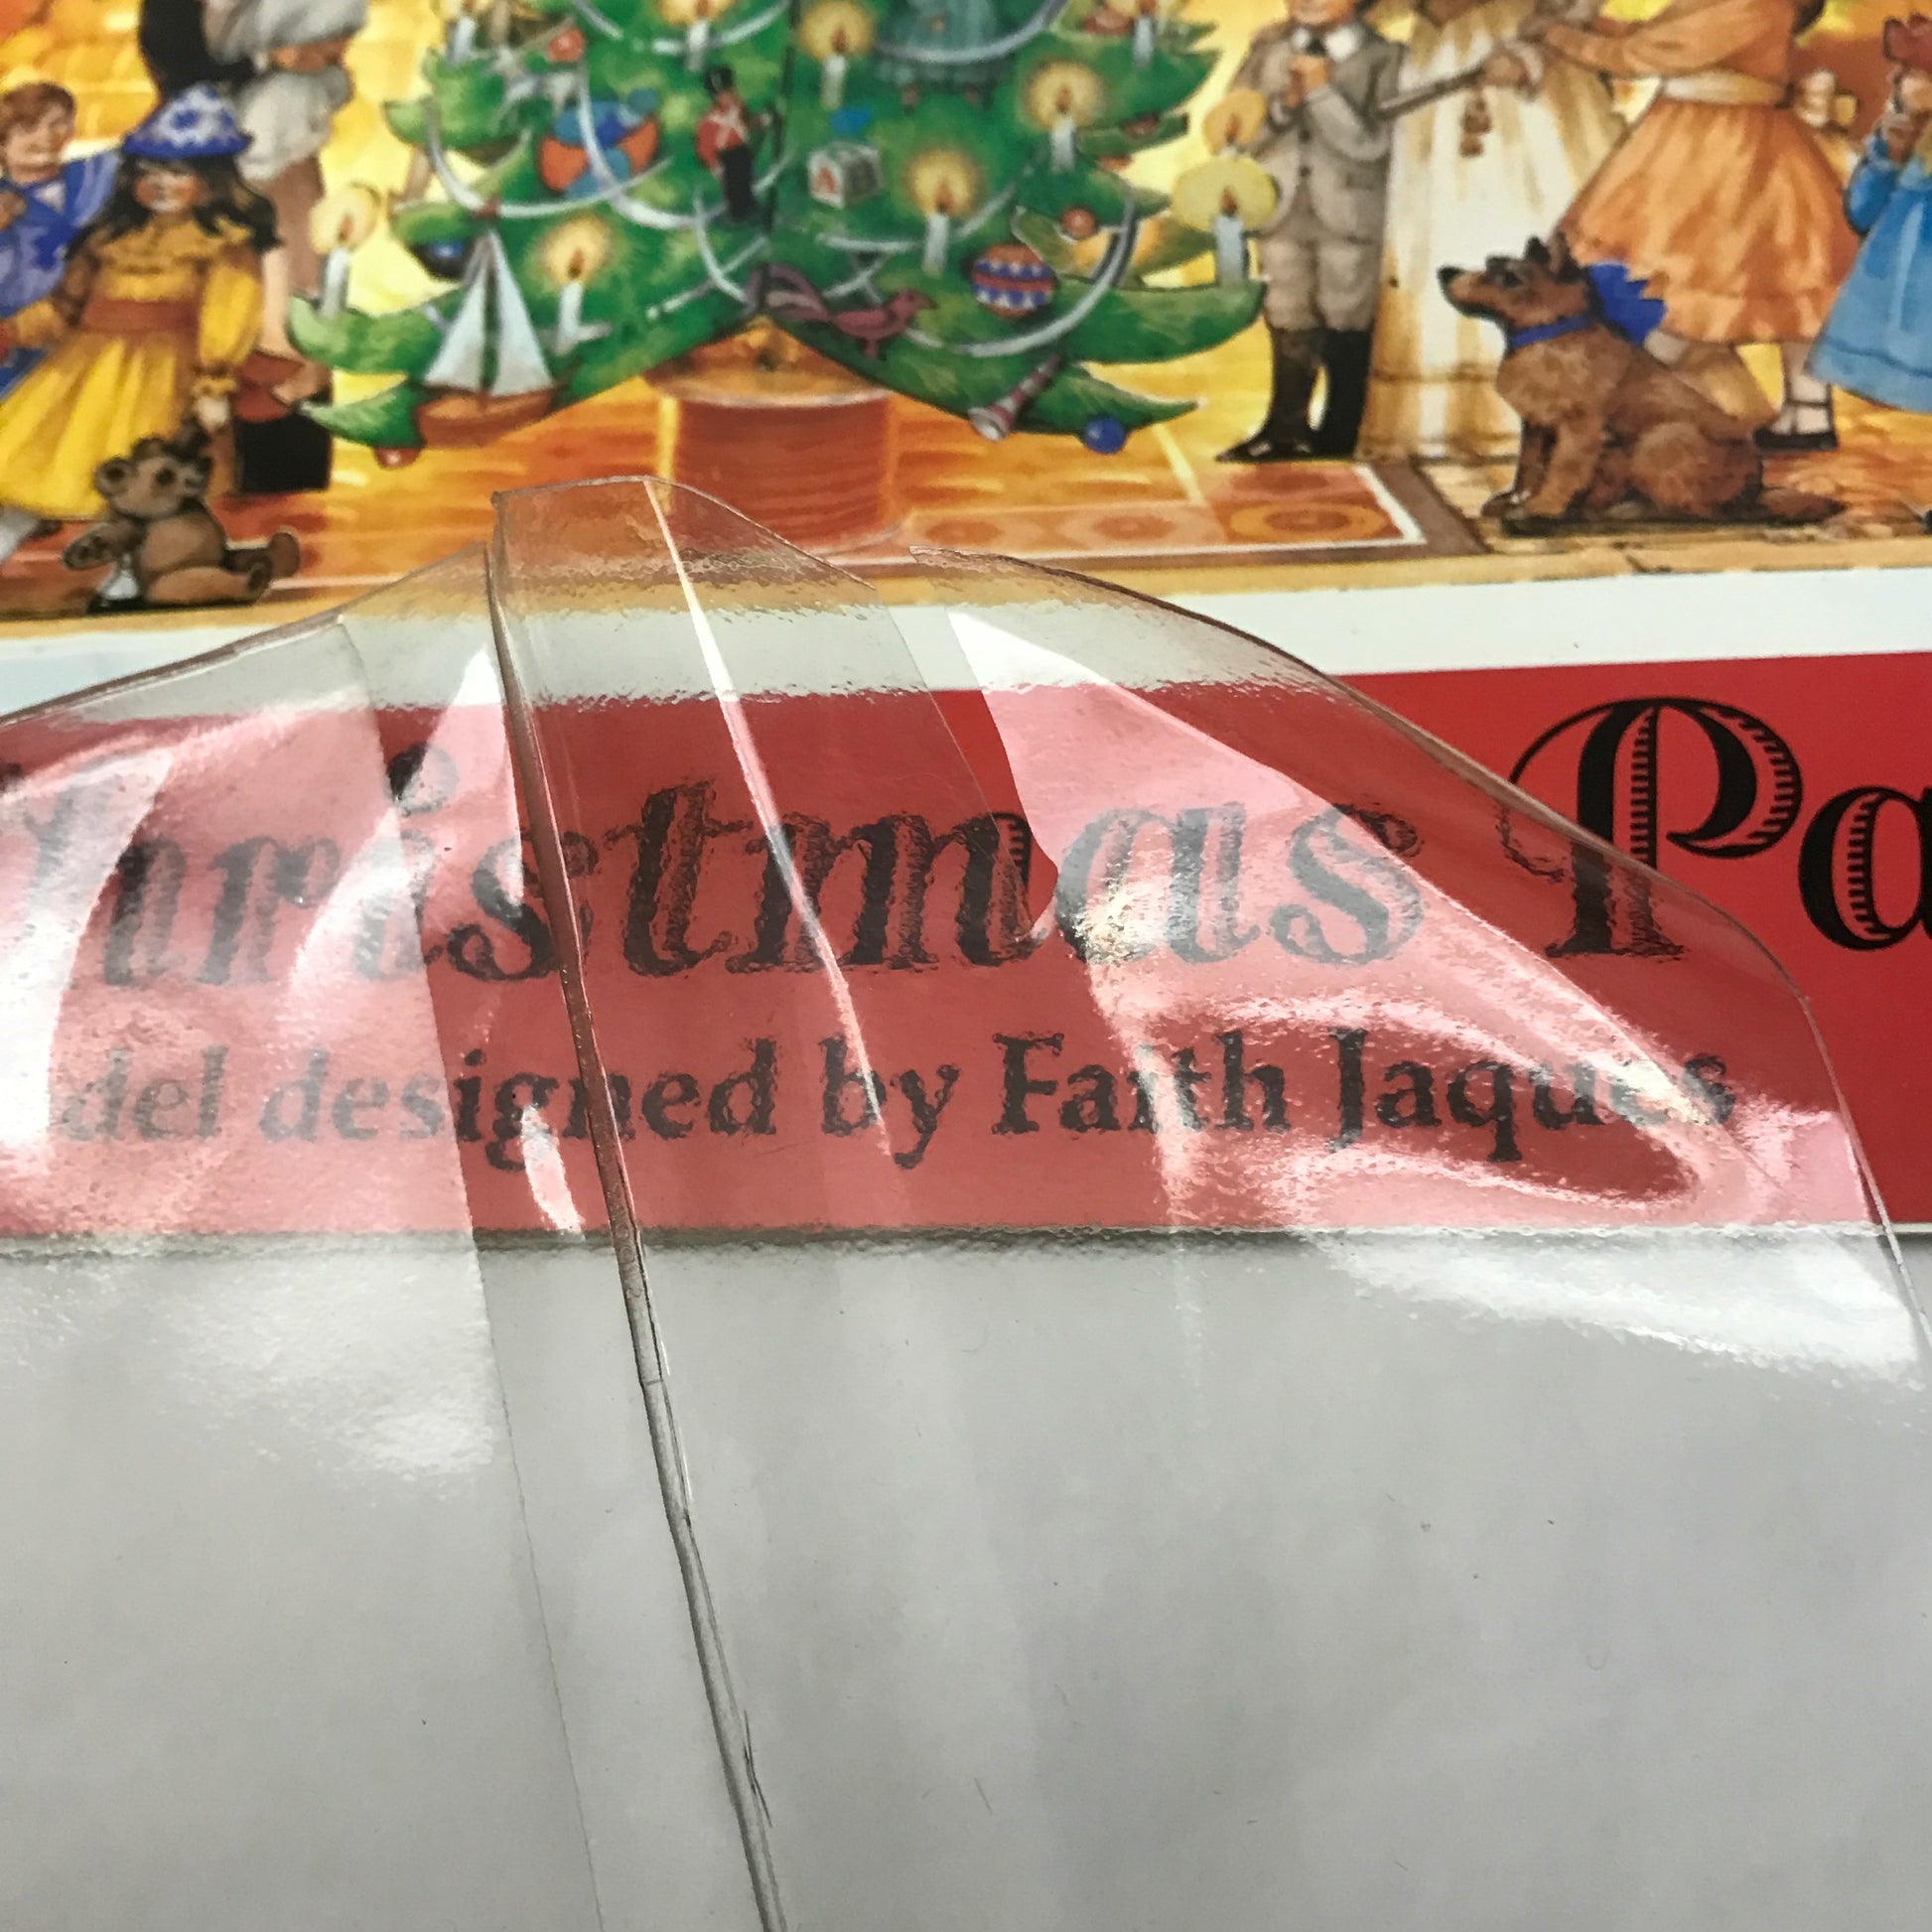 hristmas Pa
del designed by Faith Jaques
A